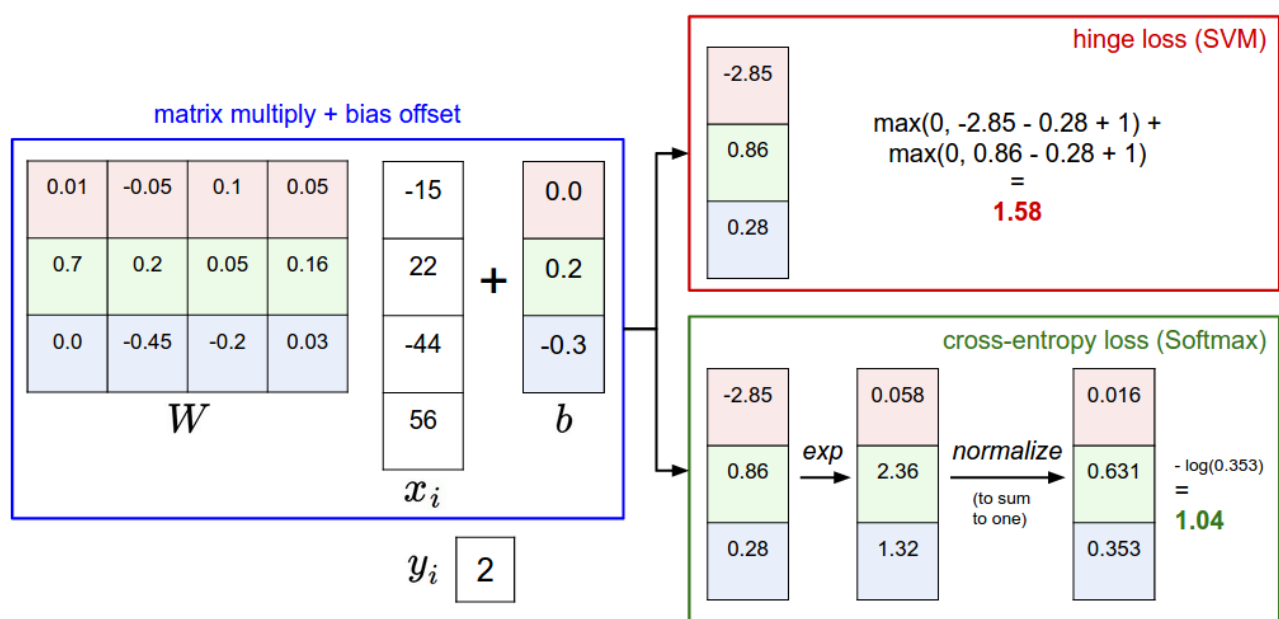 matrix multiply + bias offset
0.01 -0.05 0.1 0.05
0.7 0.2 0.05 0.16
0.0 -0.45 -0.2 0.03
W
-15
22
-44
56
x_i
+
0.0
0.2
-0.3
b
y_i 2
hinge loss (SVM)
-2.85
0.86
0.28
max(0, -2.85 - 0.28 + 1) +
max(0, 0.86 - 0.28 + 1)
=
1.58
cross-entropy loss (Softmax)
-2.85
0.86
0.28
exp
0.058
2.36
1.32
normalize
(to sum
to one)
0.016
0.631
0.353
- log(0.353)
=
1.04